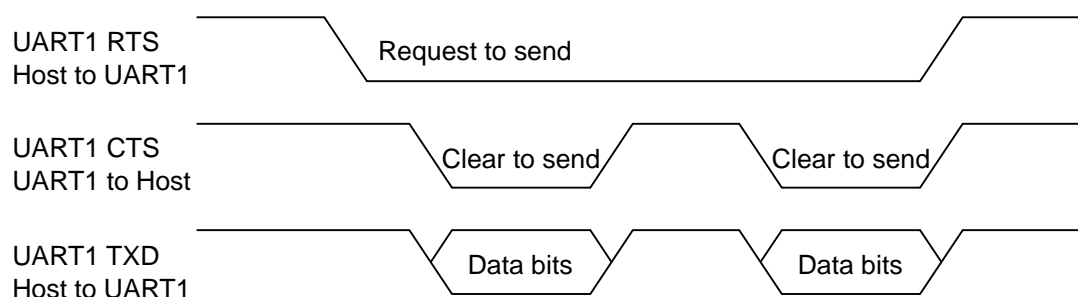 UART1 RTS
Host to UART1
Request to send
UART1 CTS
UART1 to Host
Clear to send
Clear to send
UART1 TXD
Host to UART1
Data bits
Data bits